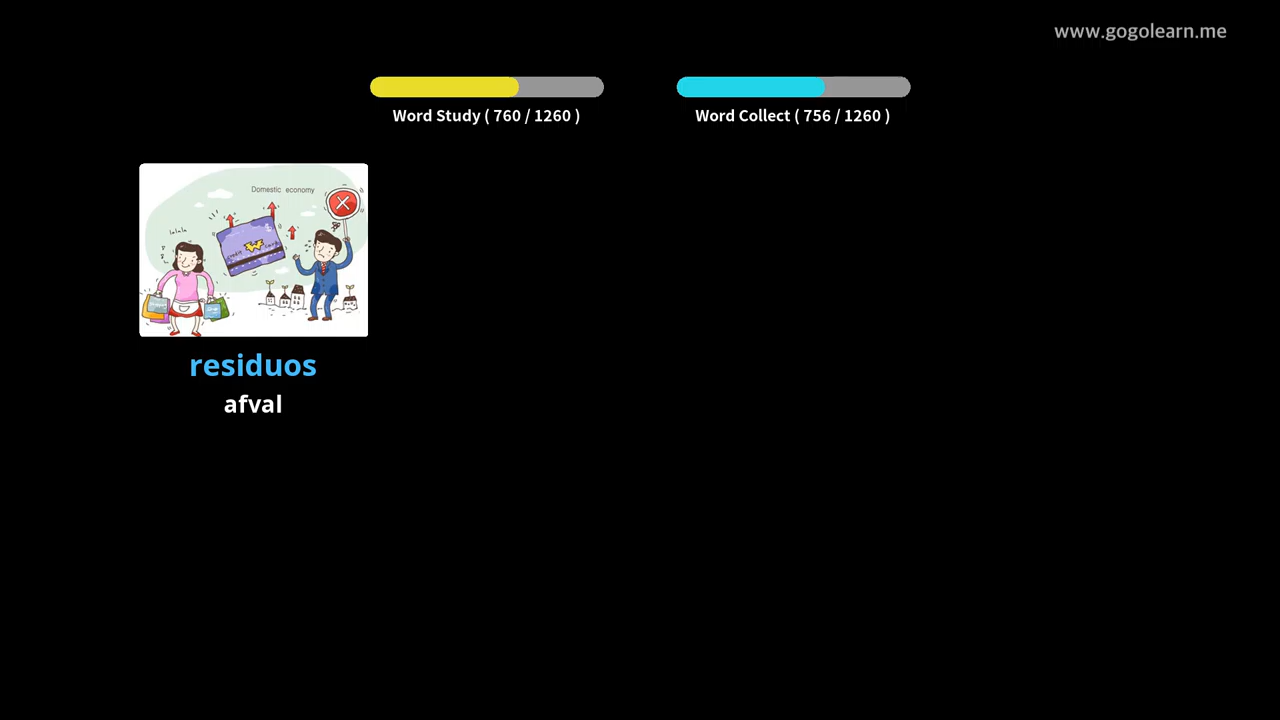 www.gogolearn.me
Word Study ( 760 / 1260 )
Word Collect ( 756 / 1260 )
Domestic economy
lalala
residuos
afval